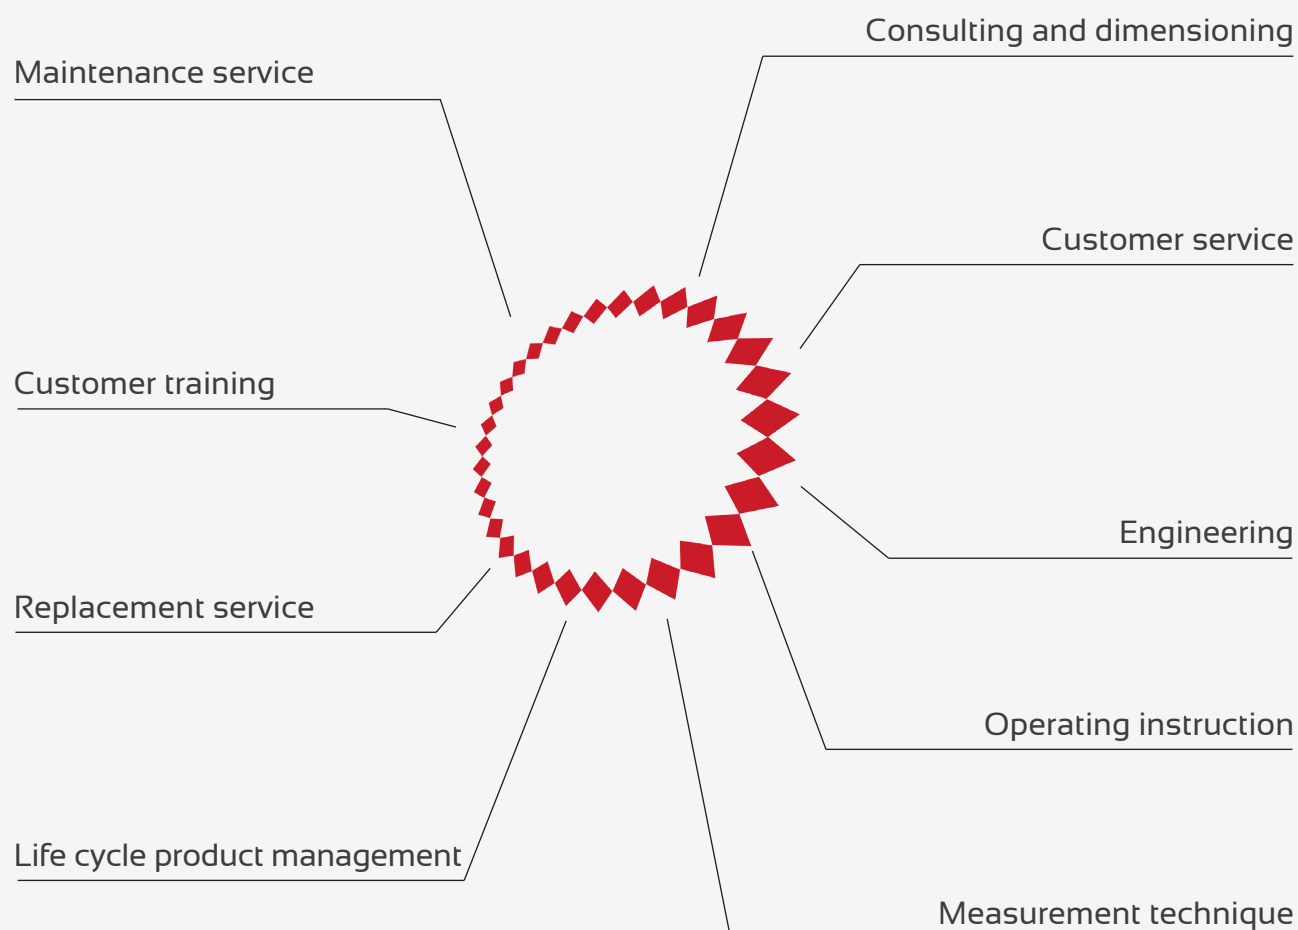 Consulting and dimensioning
Maintenance service
Customer service
Customer training
Engineering
Replacement service
Operating instruction
Life cycle product management
Measurement technique